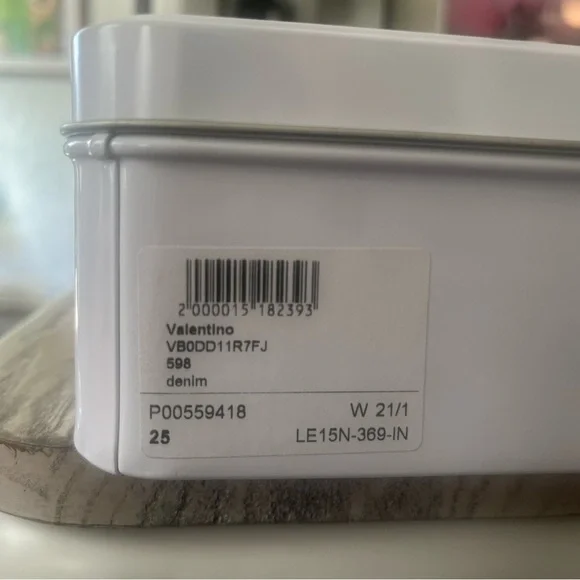 2 000015 182393
Valentino
VB0DD11R7FJ
598
denim
P00559418 W 21/1
25 LE15N-369-IN